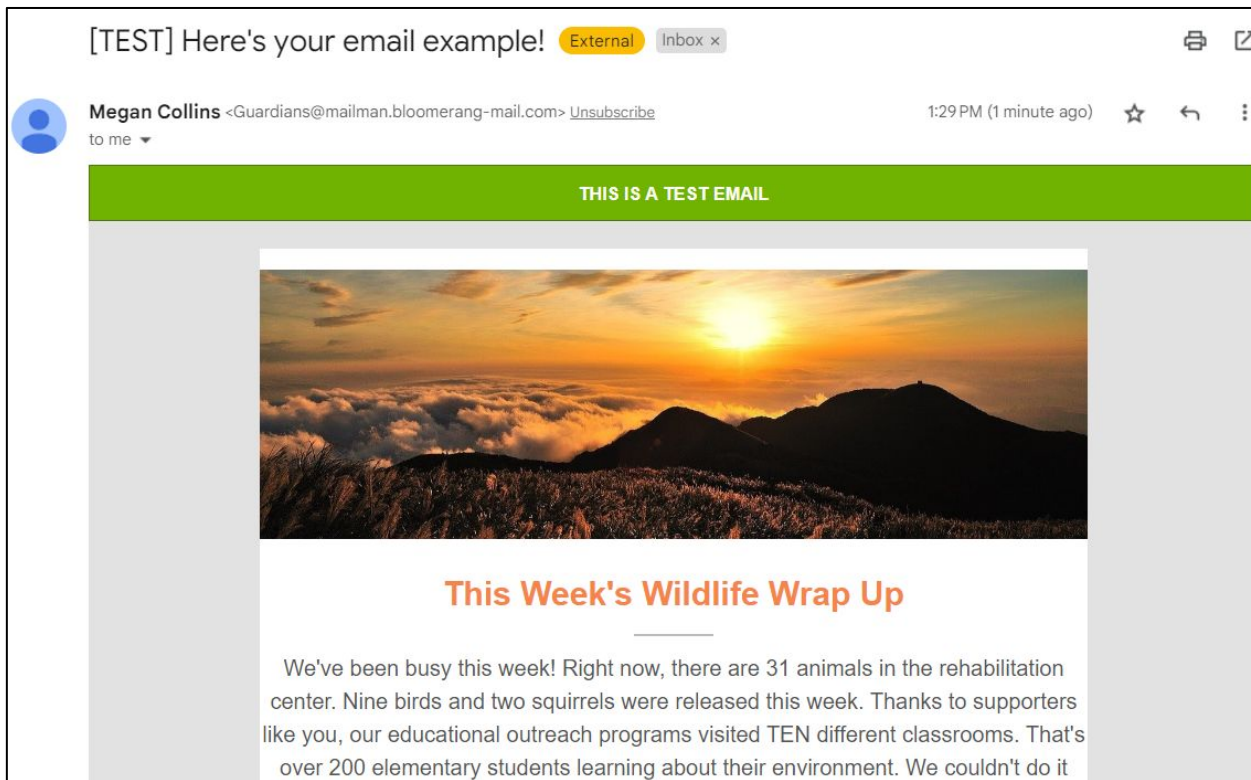 [TEST] Here's your email example! External Inbox ×
Megan Collins <Guardians@mailman.bloomerang-mail.com> Unsubscribe 1:29 PM (1 minute ago)
to me
THIS IS A TEST EMAIL
This Week's Wildlife Wrap Up
We've been busy this week! Right now, there are 31 animals in the rehabilitation
center. Nine birds and two squirrels were released this week. Thanks to supporters
like you, our educational outreach programs visited TEN different classrooms. That's
over 200 elementary students learning about their environment. We couldn't do it